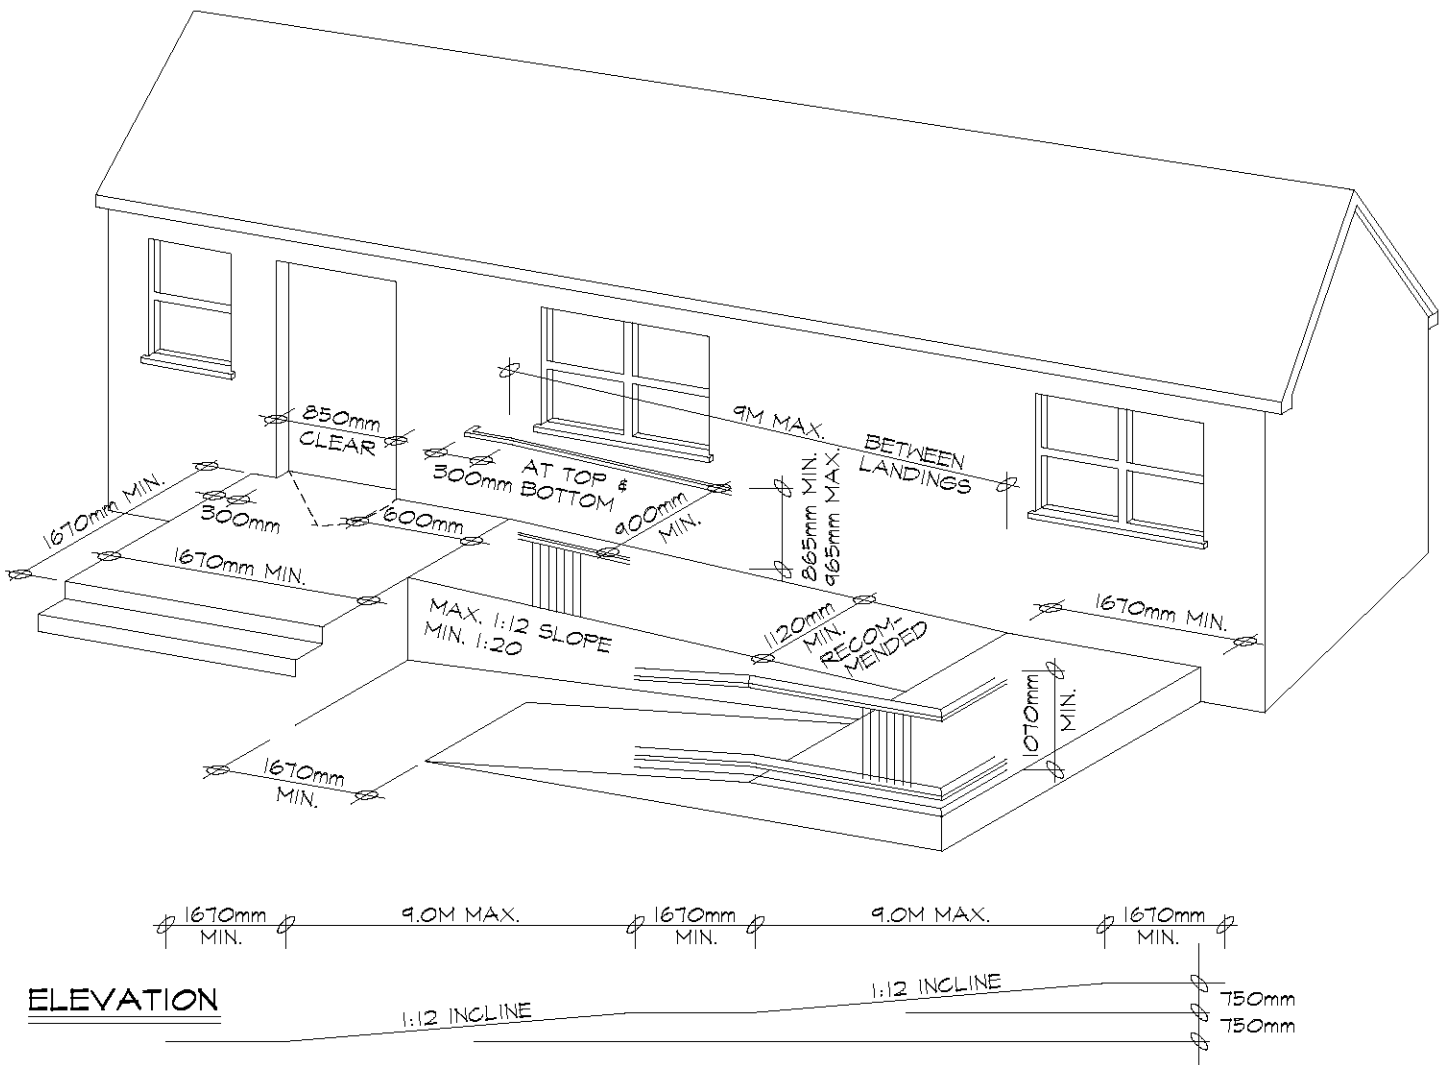 850mm
CLEAR
9M MAX.
BETWEEN
LANDINGS
300mm
AT TOP &
BOTTOM
1670mm MIN.
300mm
600mm
900mm
MIN.
865mm MIN.
965mm MAX.
1670mm MIN.
MAX. 1:12 SLOPE
MIN. 1:20
1120mm
MIN.
RECOM-
MENDED
1670mm MIN.
1070mm
MIN.
1670mm
MIN.
1670mm
MIN.
9.0M MAX.
1670mm
MIN.
9.0M MAX.
1670mm
MIN.
ELEVATION
1:12 INCLINE
1:12 INCLINE
750mm
750mm